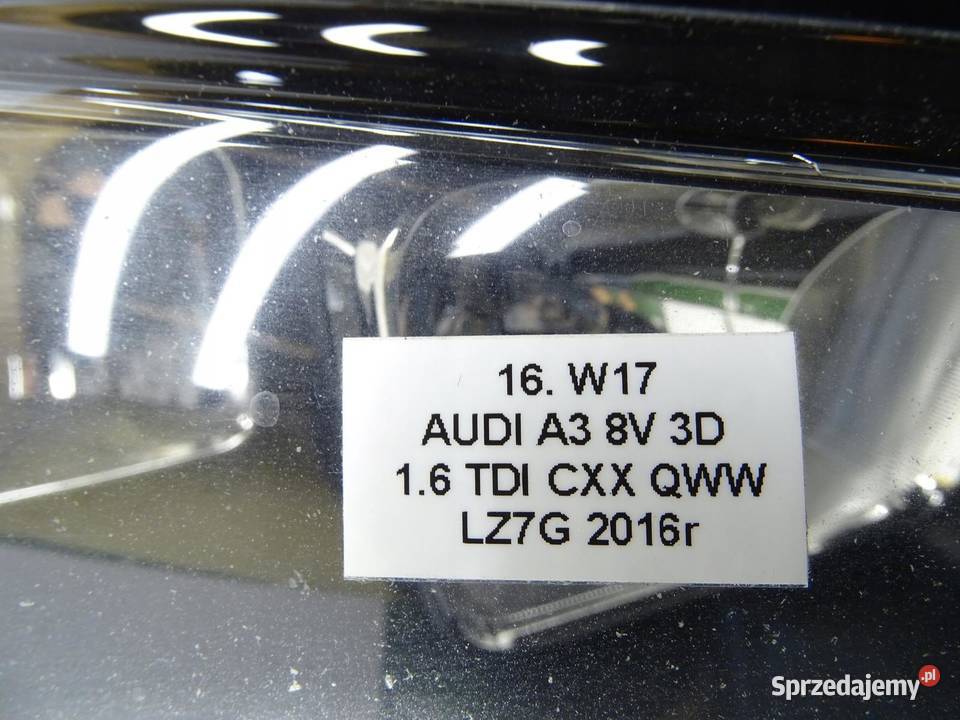 16. W17
AUDI A3 8V 3D
1.6 TDI CXX QWW
LZ7G 2016r
Sprzedajemy.pl